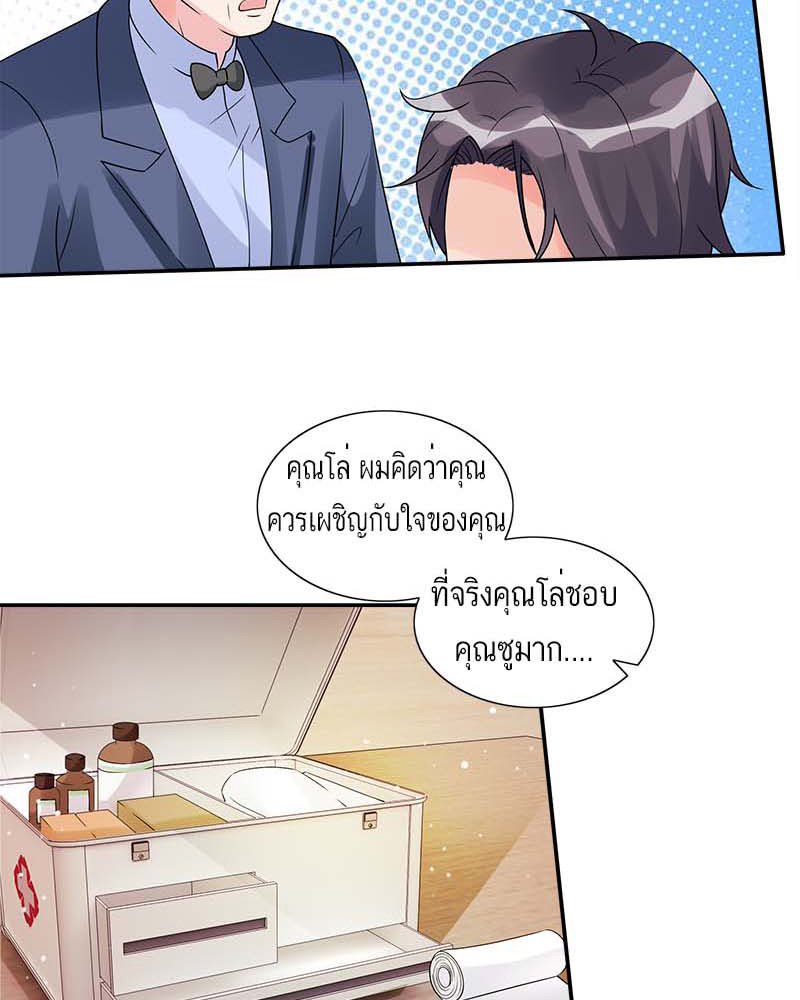 คุณโล่ ผมคิดว่าคุณ
ควรเผชิญกับใจของคุณ
ที่จริงคุณโล่ชอบ
คุณซูมาก....